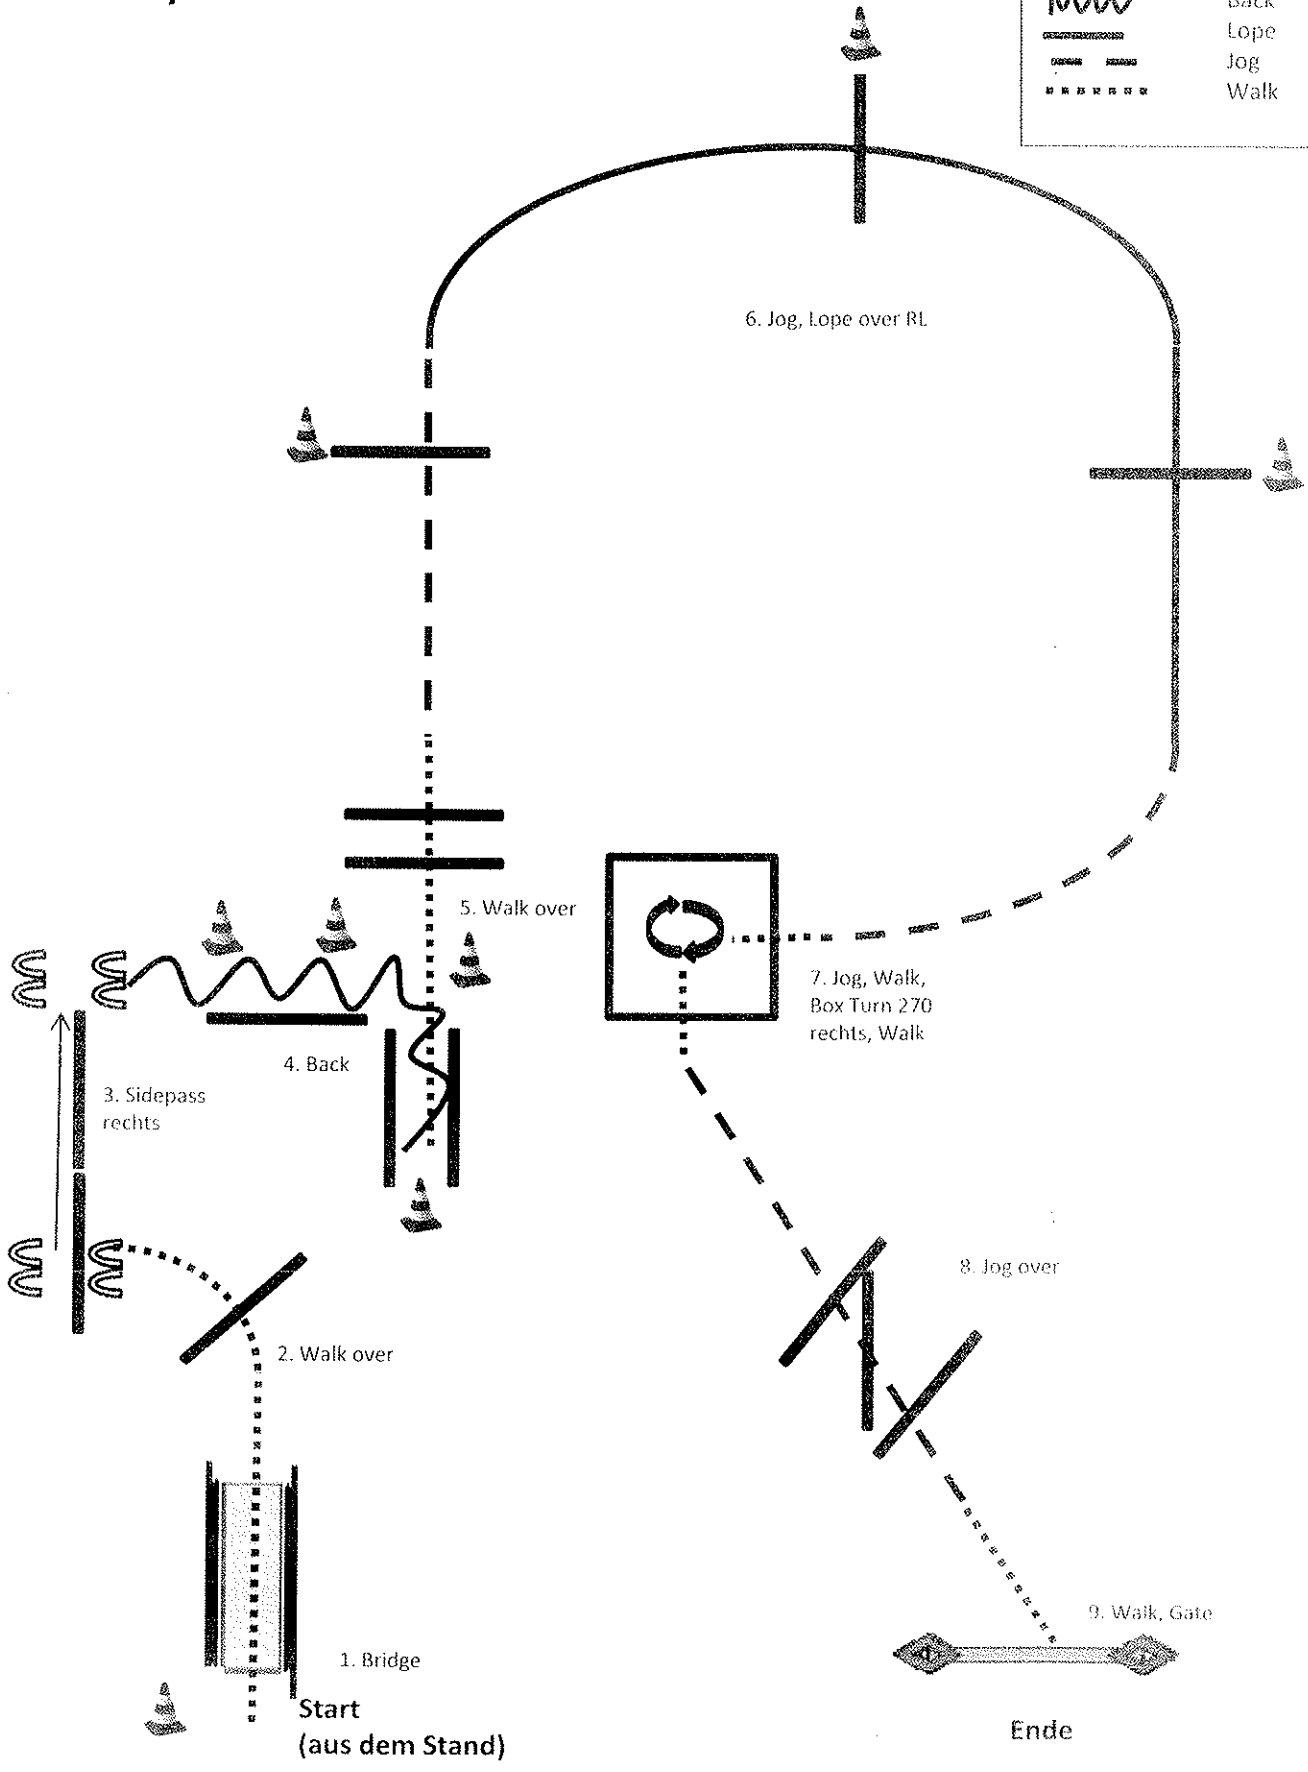 Back
Lope
Jog
Walk
6. Jog, Lope over RL
5. Walk over
7. Jog, Walk,
Box Turn 270
rechts, Walk
4. Back
3. Sidepass
rechts
8. Jog over
2. Walk over
9. Walk, Gate
1. Bridge
Start
(aus dem Stand)
Ende